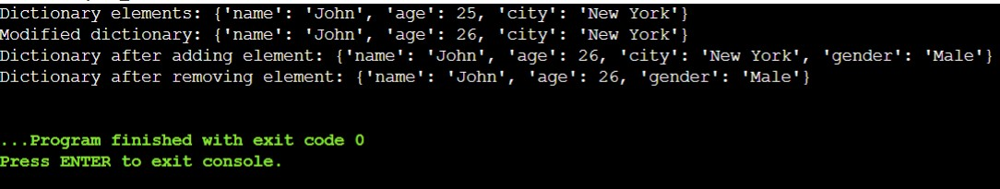 Dictionary elements: {'name': 'John', 'age': 25, 'city': 'New York'}
Modified dictionary: {'name': 'John', 'age': 26, 'city': 'New York'}
Dictionary after adding element: {'name': 'John', 'age': 26, 'city': 'New York', 'gender': 'Male'}
Dictionary after removing element: {'name': 'John', 'age': 26, 'gender': 'Male'}
...Program finished with exit code 0
Press ENTER to exit console.